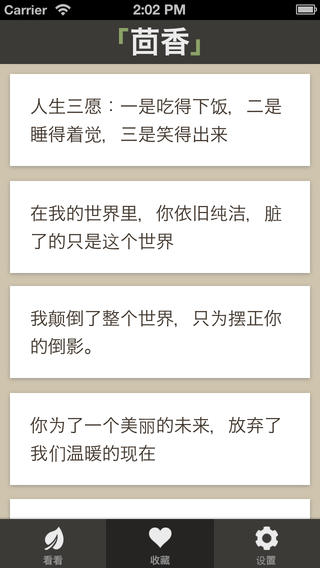 Carrier
2:02 PM
「茴香」
人生三愿：一是吃得下饭，二是
睡得着觉，三是笑得出来
在我的世界里，你依旧纯洁，脏
了的只是这个世界
我颠倒了整个世界，只为摆正你
的倒影。
你为了一个美丽的未来，放弃了
我们温暖的现在
看看
收藏
设置